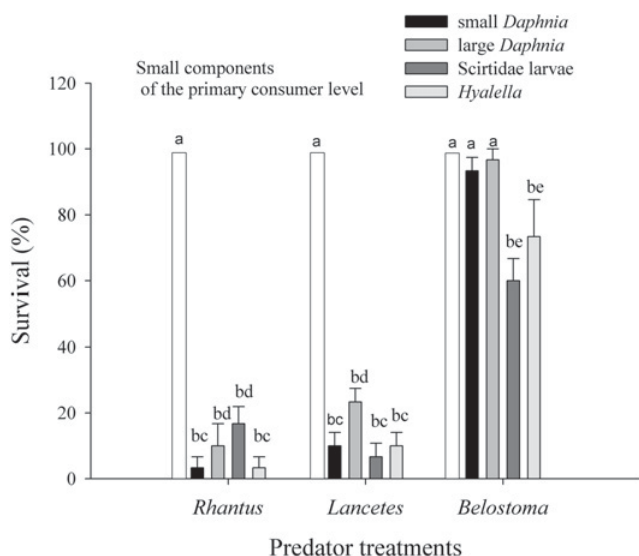 small Daphnia
large Daphnia
Scirtidae larvae
Hyalella
Small components
of the primary consumer level
120
100
80
60
40
20
0
Survival (%)
a
bc
bd
bd
bc
a
bc
bd
bc
bc
a
a
a
be
be
Rhantus
Lancetes
Belostoma
Predator treatments